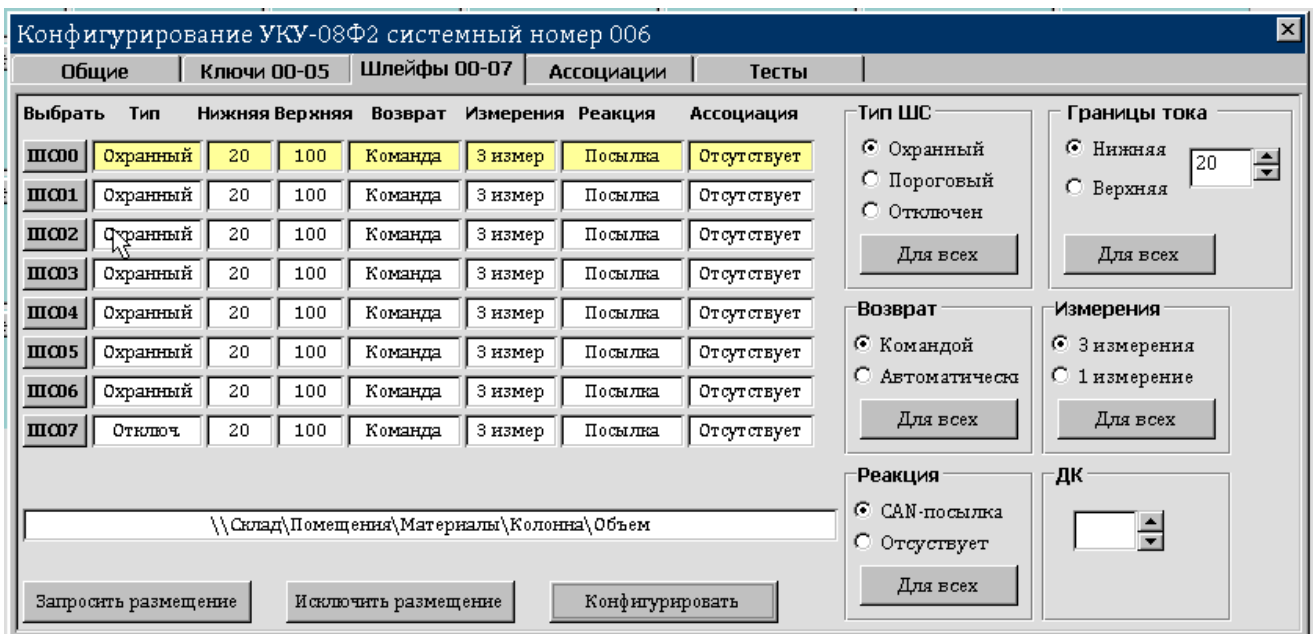 Конфигурирование УКУ-08Ф2 системный номер 006
Общие Ключи 00-05 Шлейфы 00-07 Ассоциации Тесты
Выбрать Тип Нижняя Верхняя Возврат Измерения Реакция Ассоциация
ШС00 Охранный 20 100 Команда 3 измер Посылка Отсутствует
ШС01 Охранный 20 100 Команда 3 измер Посылка Отсутствует
ШС02 Охранный 20 100 Команда 3 измер Посылка Отсутствует
ШС03 Охранный 20 100 Команда 3 измер Посылка Отсутствует
ШС04 Охранный 20 100 Команда 3 измер Посылка Отсутствует
ШС05 Охранный 20 100 Команда 3 измер Посылка Отсутствует
ШС06 Охранный 20 100 Команда 3 измер Посылка Отсутствует
ШС07 Отключ. 20 100 Команда 3 измер Посылка Отсутствует
\\Склад\Помещения\Материалы\Колонна\Объем
Запросить размещение Исключить размещение Конфигурировать
Тип ШС
Охранный
Пороговый
Отключен
Для всех
Границы тока
Нижняя 20
Верхняя
Для всех
Возврат
Командой
Автоматически
Для всех
Измерения
3 измерения
1 измерение
Для всех
Реакция
CAN-посылка
Отсуствует
Для всех
ДК